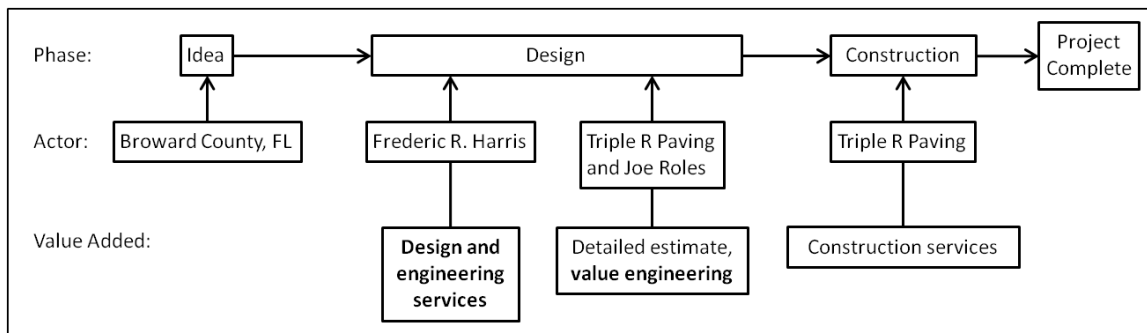 Phase:
Idea
Design
Construction
Project
Complete
Actor:
Broward County, FL
Frederic R. Harris
Triple R Paving
and Joe Roles
Triple R Paving
Value Added:
Design and
engineering
services
Detailed estimate,
value engineering
Construction services